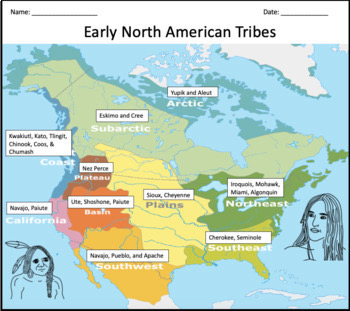 Name: Date:
Early North American Tribes
Yupik and Aleut
Arctic
Eskimo and Cree
Subarctic
Kwakiutl, Kato, Tlingit,
Chinook, Coos, &
Chumash
Coast
Nez Perce
Plateau
Iroquois, Mohawk,
Miami, Algonquin
Northeast
Sioux, Cheyenne
Plains
Ute, Shoshone, Paiute
Basin
Navajo, Paiute
California
Cherokee, Seminole
Southeast
Navajo, Pueblo, and Apache
Southwest